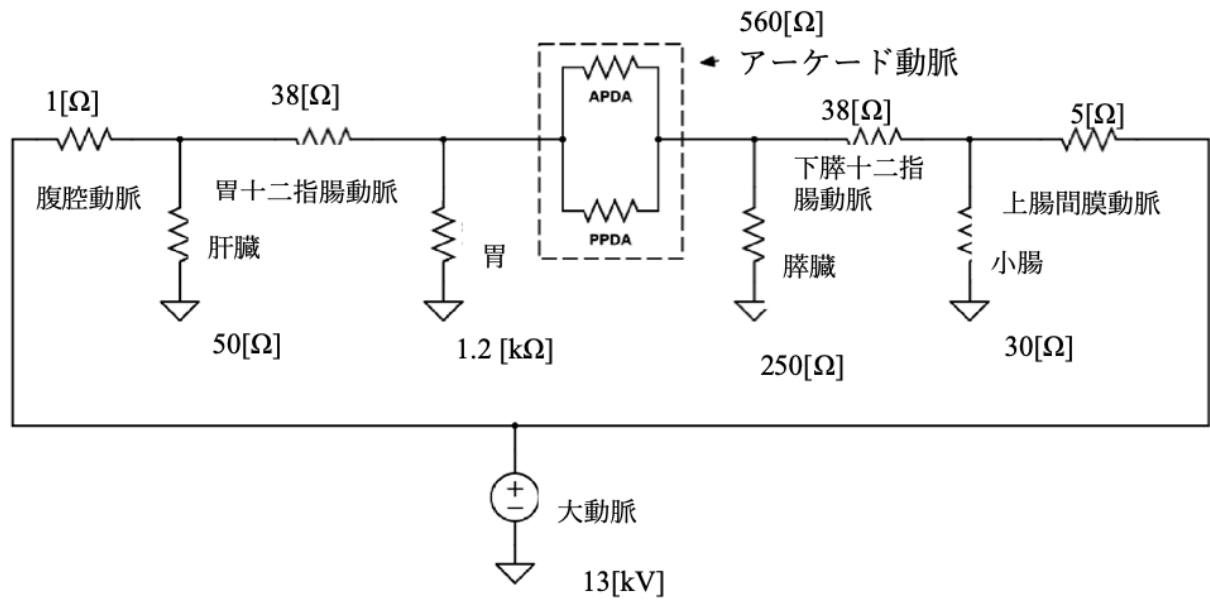 560[Ω]
アーケード動脈
APDA
1[Ω]
38[Ω]
38[Ω]
5[Ω]
腹腔動脈
胃十二指腸動脈
下膵十二指
腸動脈
上腸間膜動脈
肝臓
胃
PPDA
膵臓
小腸
50[Ω]
1.2 [kΩ]
250[Ω]
30[Ω]
+
−
大動脈
13[kV]